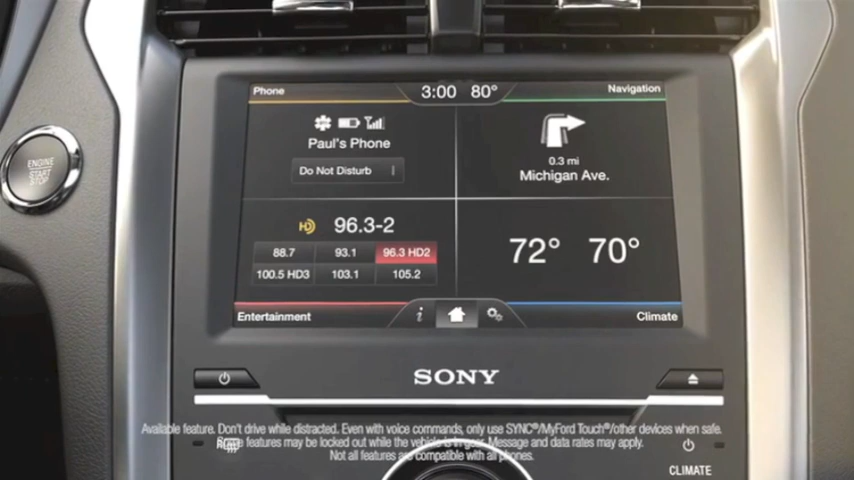 ENGINE
START
STOP
Phone
3:00 80°
Navigation
Paul's Phone
Do Not Disturb
0.3 mi
Michigan Ave.
HD 96.3-2
88.7 93.1 96.3 HD2
100.5 HD3 103.1 105.2
72° 70°
Entertainment
i
Climate
SONY
Available feature. Don't drive while distracted. Even with voice commands, only use SYNC®/MyFord Touch®/other devices when safe.
Some features may be locked out while the vehicle is in gear. Message and data rates may apply.
Not all features are compatible with all phones.
CLIMATE